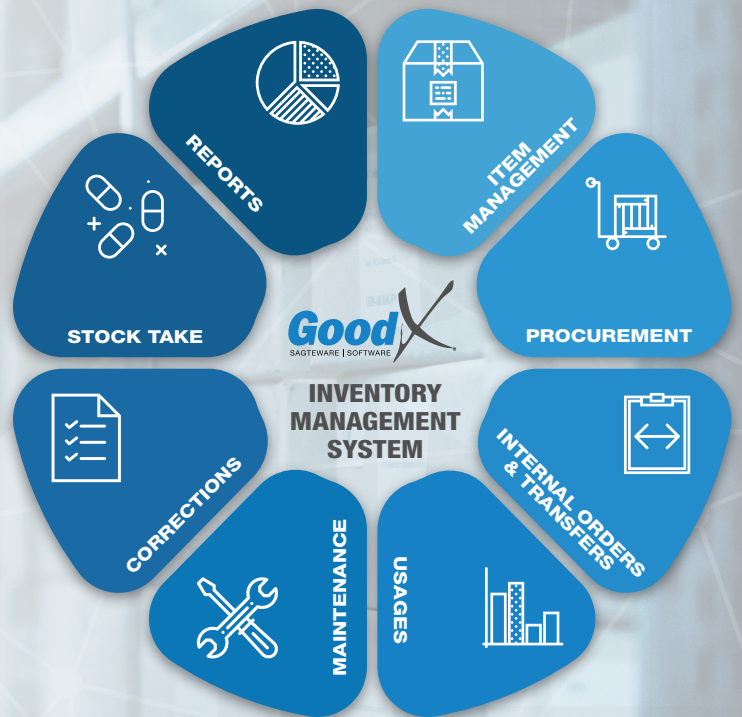 REPORTS
ITEM
MANAGEMENT
PROCUREMENT
INTERNAL ORDERS
& TRANSFERS
USAGES
MAINTENANCE
CORRECTIONS
STOCK TAKE
GoodX
SAGTEWARE | SOFTWARE
INVENTORY
MANAGEMENT
SYSTEM